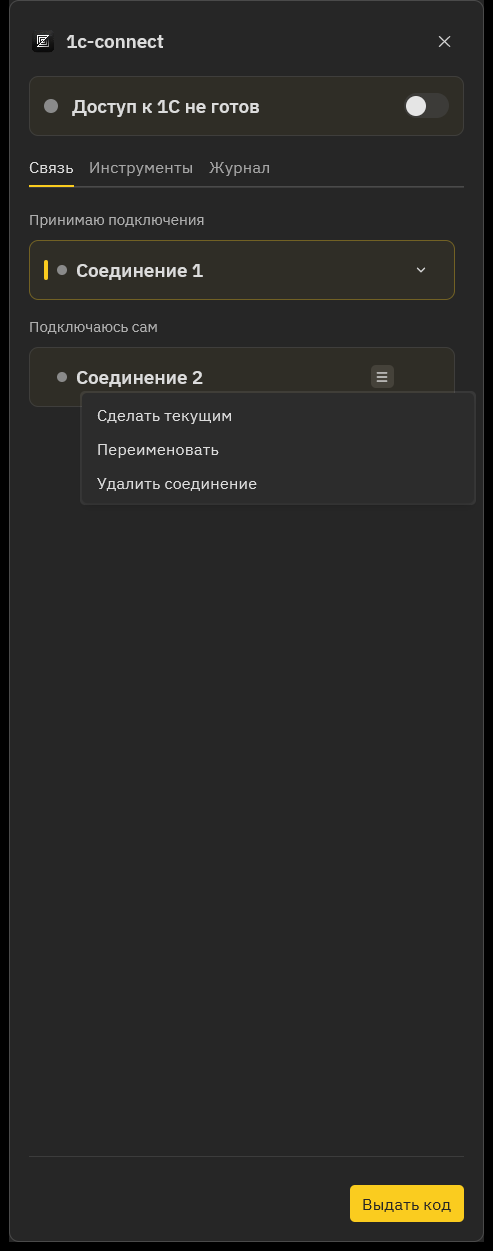 1c-connect
Доступ к 1С не готов
Связь Инструменты Журнал
Принимаю подключения
Соединение 1
Подключаюсь сам
Соединение 2
Сделать текущим
Переименовать
Удалить соединение
Выдать код